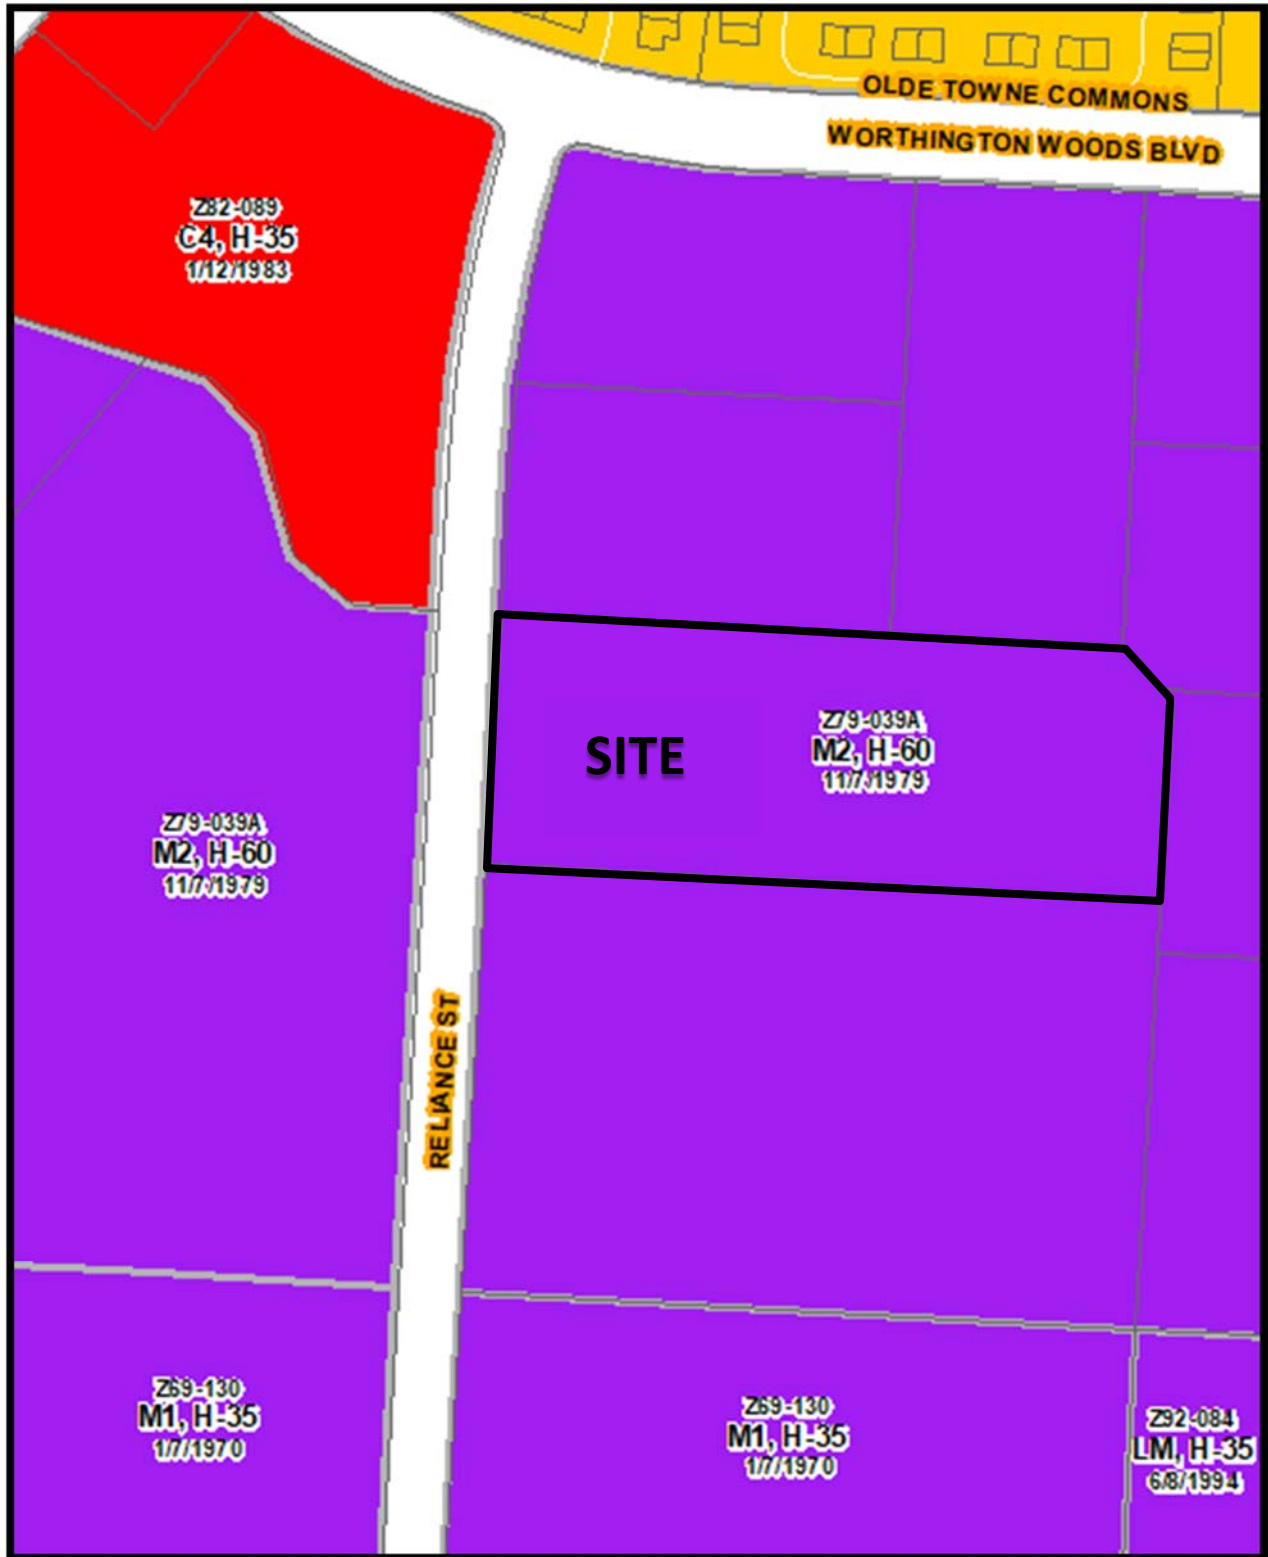 OLDE TOWNE COMMONS
WORTHINGTON WOODS BLVD
Z82-089
C4, H-35
1/12/1983
Z79-039A
M2, H-60
11/7/1979
SITE
Z79-039A
M2, H-60
11/7/1979
RELIANCE ST
Z69-130
M1, H-35
1/7/1970
Z69-130
M1, H-35
1/7/1970
Z92-084
LM, H-35
6/8/1994